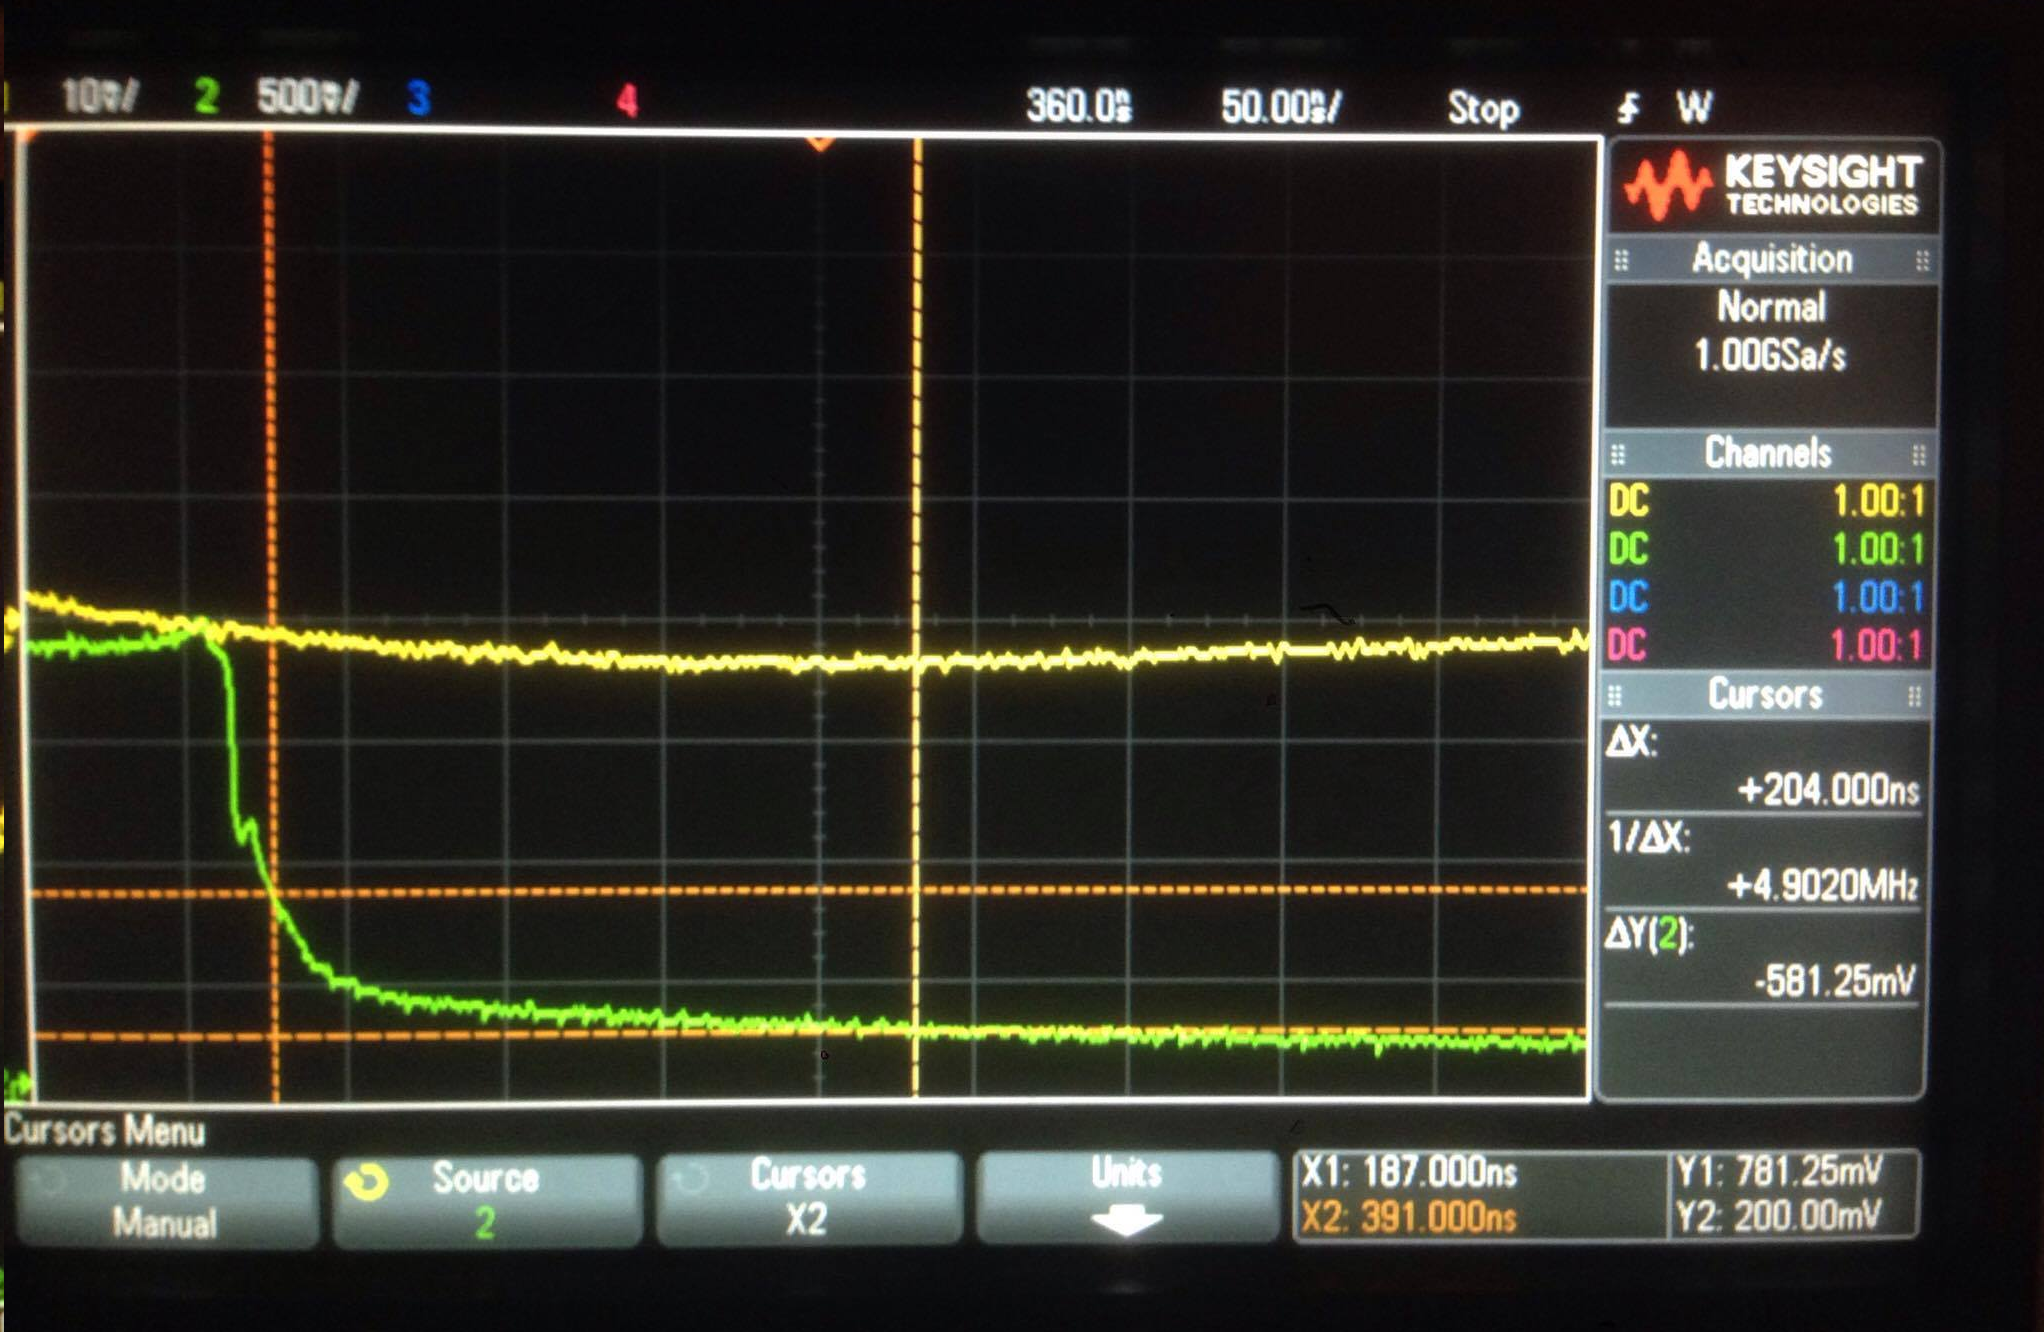 10mV/ 2 500mV/ 3 4 360.0ns 50.00ns/ Stop W
KEYSIGHT
TECHNOLOGIES
Acquisition
Normal
1.00GSa/s
Channels
DC 1.00:1
DC 1.00:1
DC 1.00:1
DC 1.00:1
Cursors
ΔX:
+204.000ns
1/ΔX:
+4.9020MHz
ΔY(2):
-581.25mV
Cursors Menu
Mode
Manual
Source
2
Cursors
X2
Units
X1: 187.000ns
X2: 391.000ns
Y1: 781.25mV
Y2: 200.00mV